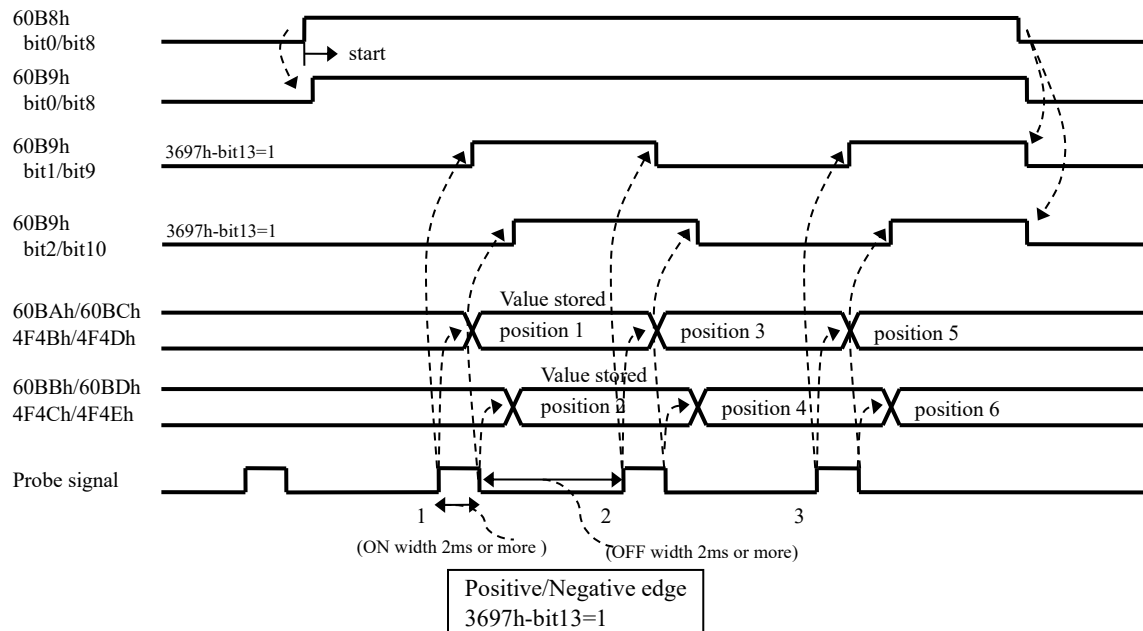 60B8h
bit0/bit8
start
60B9h
bit0/bit8
60B9h
bit1/bit9
3697h-bit13=1
60B9h
bit2/bit10
3697h-bit13=1
60BAh/60BCh
4F4Bh/4F4Dh
Value stored
position 1
position 3
position 5
60BBh/60BDh
4F4Ch/4F4Eh
Value stored
position 2
position 4
position 6
Probe signal
1
2
3
(ON width 2ms or more )
(OFF width 2ms or more)
Positive/Negative edge
3697h-bit13=1